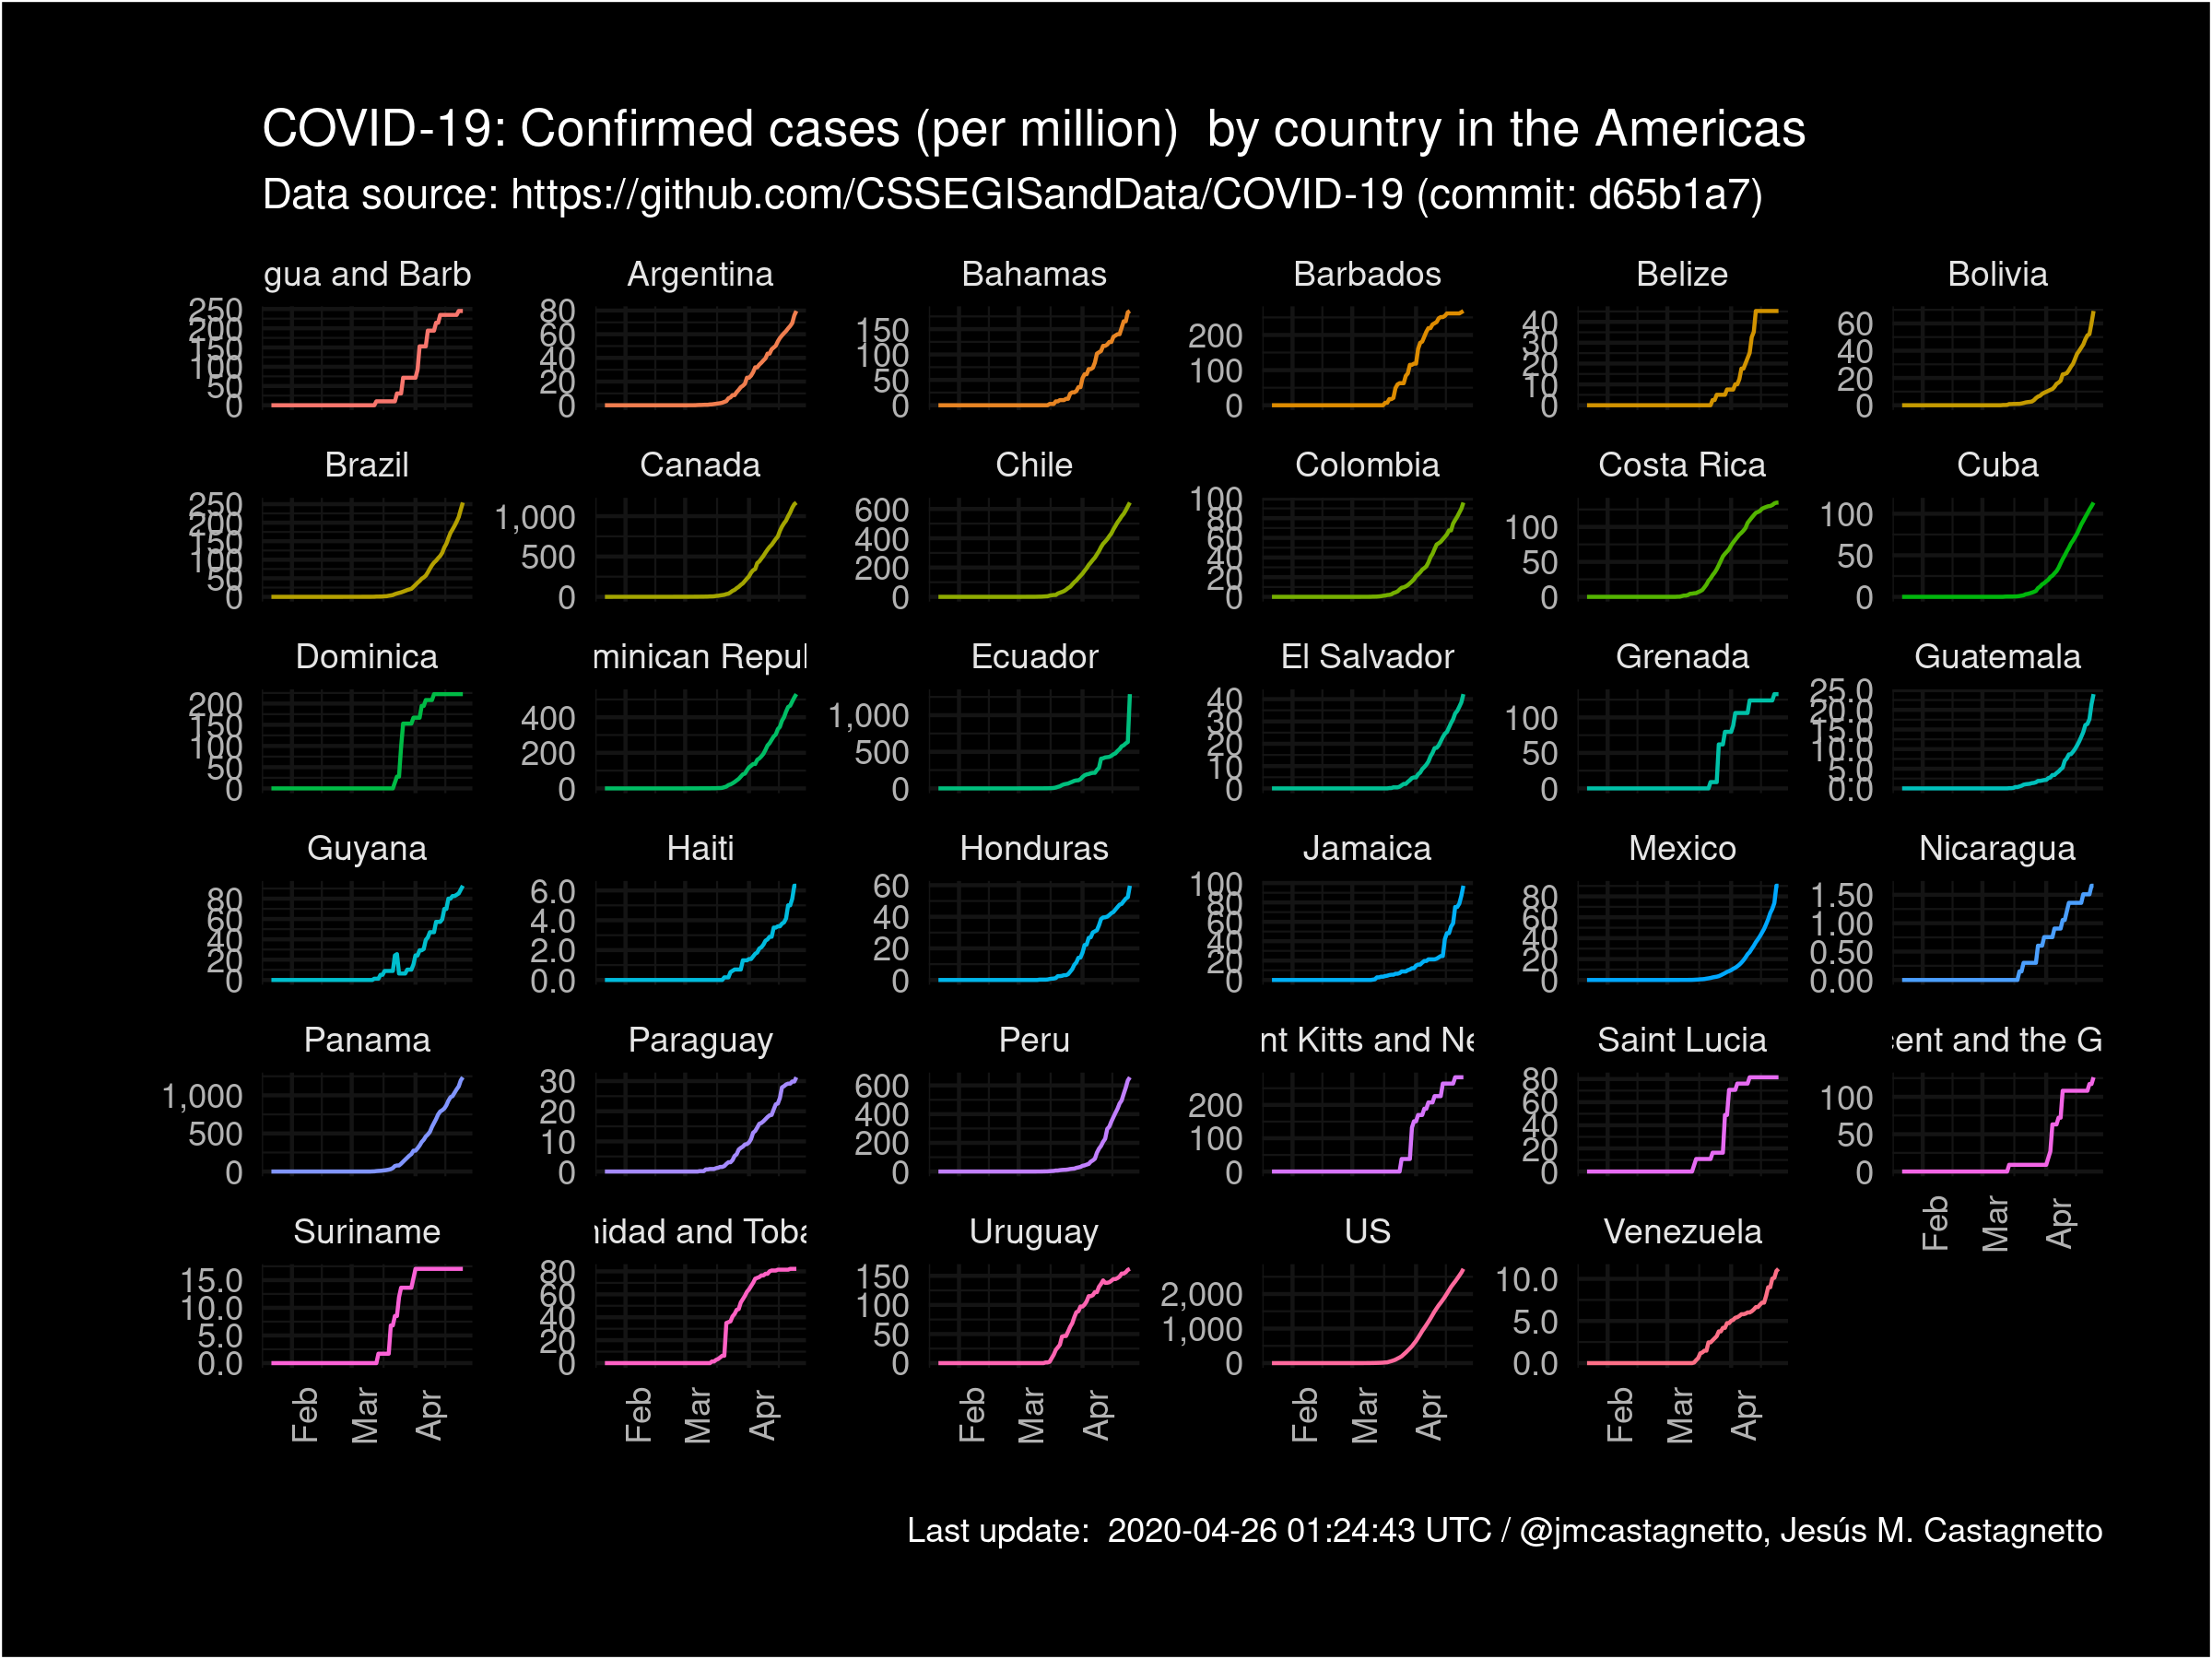 COVID-19: Confirmed cases (per million)  by country in the Americas
Data source: https://github.com/CSSEGISandData/COVID-19 (commit: d65b1a7)
gua and Barb
250
200
150
100
50
0
Argentina
80
60
40
20
0
Bahamas
150
100
50
0
Barbados
200
100
0
Belize
40
30
20
10
0
Bolivia
60
40
20
0
Brazil
250
200
150
100
50
0
Canada
1,000
500
0
Chile
600
400
200
0
Colombia
100
80
60
40
20
0
Costa Rica
100
50
0
Cuba
100
50
0
Dominica
200
150
100
50
0
minican Repul
400
200
0
Ecuador
1,000
500
0
El Salvador
40
30
20
10
0
Grenada
100
50
0
Guatemala
25.0
20.0
15.0
10.0
5.0
0.0
Guyana
80
60
40
20
0
Haiti
6.0
4.0
2.0
0.0
Honduras
60
40
20
0
Jamaica
100
80
60
40
20
0
Mexico
80
60
40
20
0
Nicaragua
1.50
1.00
0.50
0.00
Panama
1,000
500
0
Paraguay
30
20
10
0
Peru
600
400
200
0
nt Kitts and Ne
200
100
0
Saint Lucia
80
60
40
20
0
cent and the G
100
50
0
Feb
Mar
Apr
Suriname
15.0
10.0
5.0
0.0
Feb
Mar
Apr
nidad and Toba
80
60
40
20
0
Feb
Mar
Apr
Uruguay
150
100
50
0
Feb
Mar
Apr
US
2,000
1,000
0
Feb
Mar
Apr
Venezuela
10.0
5.0
0.0
Feb
Mar
Apr
Last update:  2020-04-26 01:24:43 UTC / @jmcastagnetto, Jesús M. Castagnetto